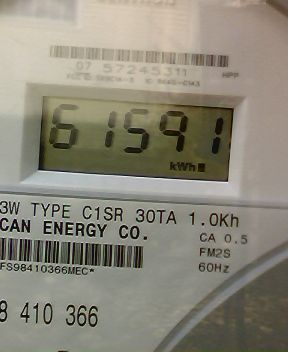 07 57245311 HPP
61591
kWh
3W TYPE C1SR 30TA 1.0Kh
CAN ENERGY CO. CA 0.5
FM2S
FS98410366MEC* 60Hz
8 410 366